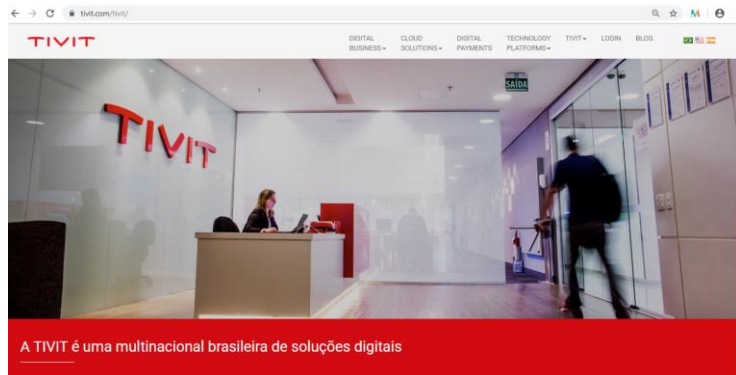 tivit.com/tivit/
TIVIT
DIGITAL
BUSINESS
CLOUD
SOLUTIONS
DIGITAL
PAYMENTS
TECHNOLOGY
PLATFORMS
TIVIT
LOGIN
BLOG
SAÍDA
TIVIT
A TIVIT é uma multinacional brasileira de soluções digitais